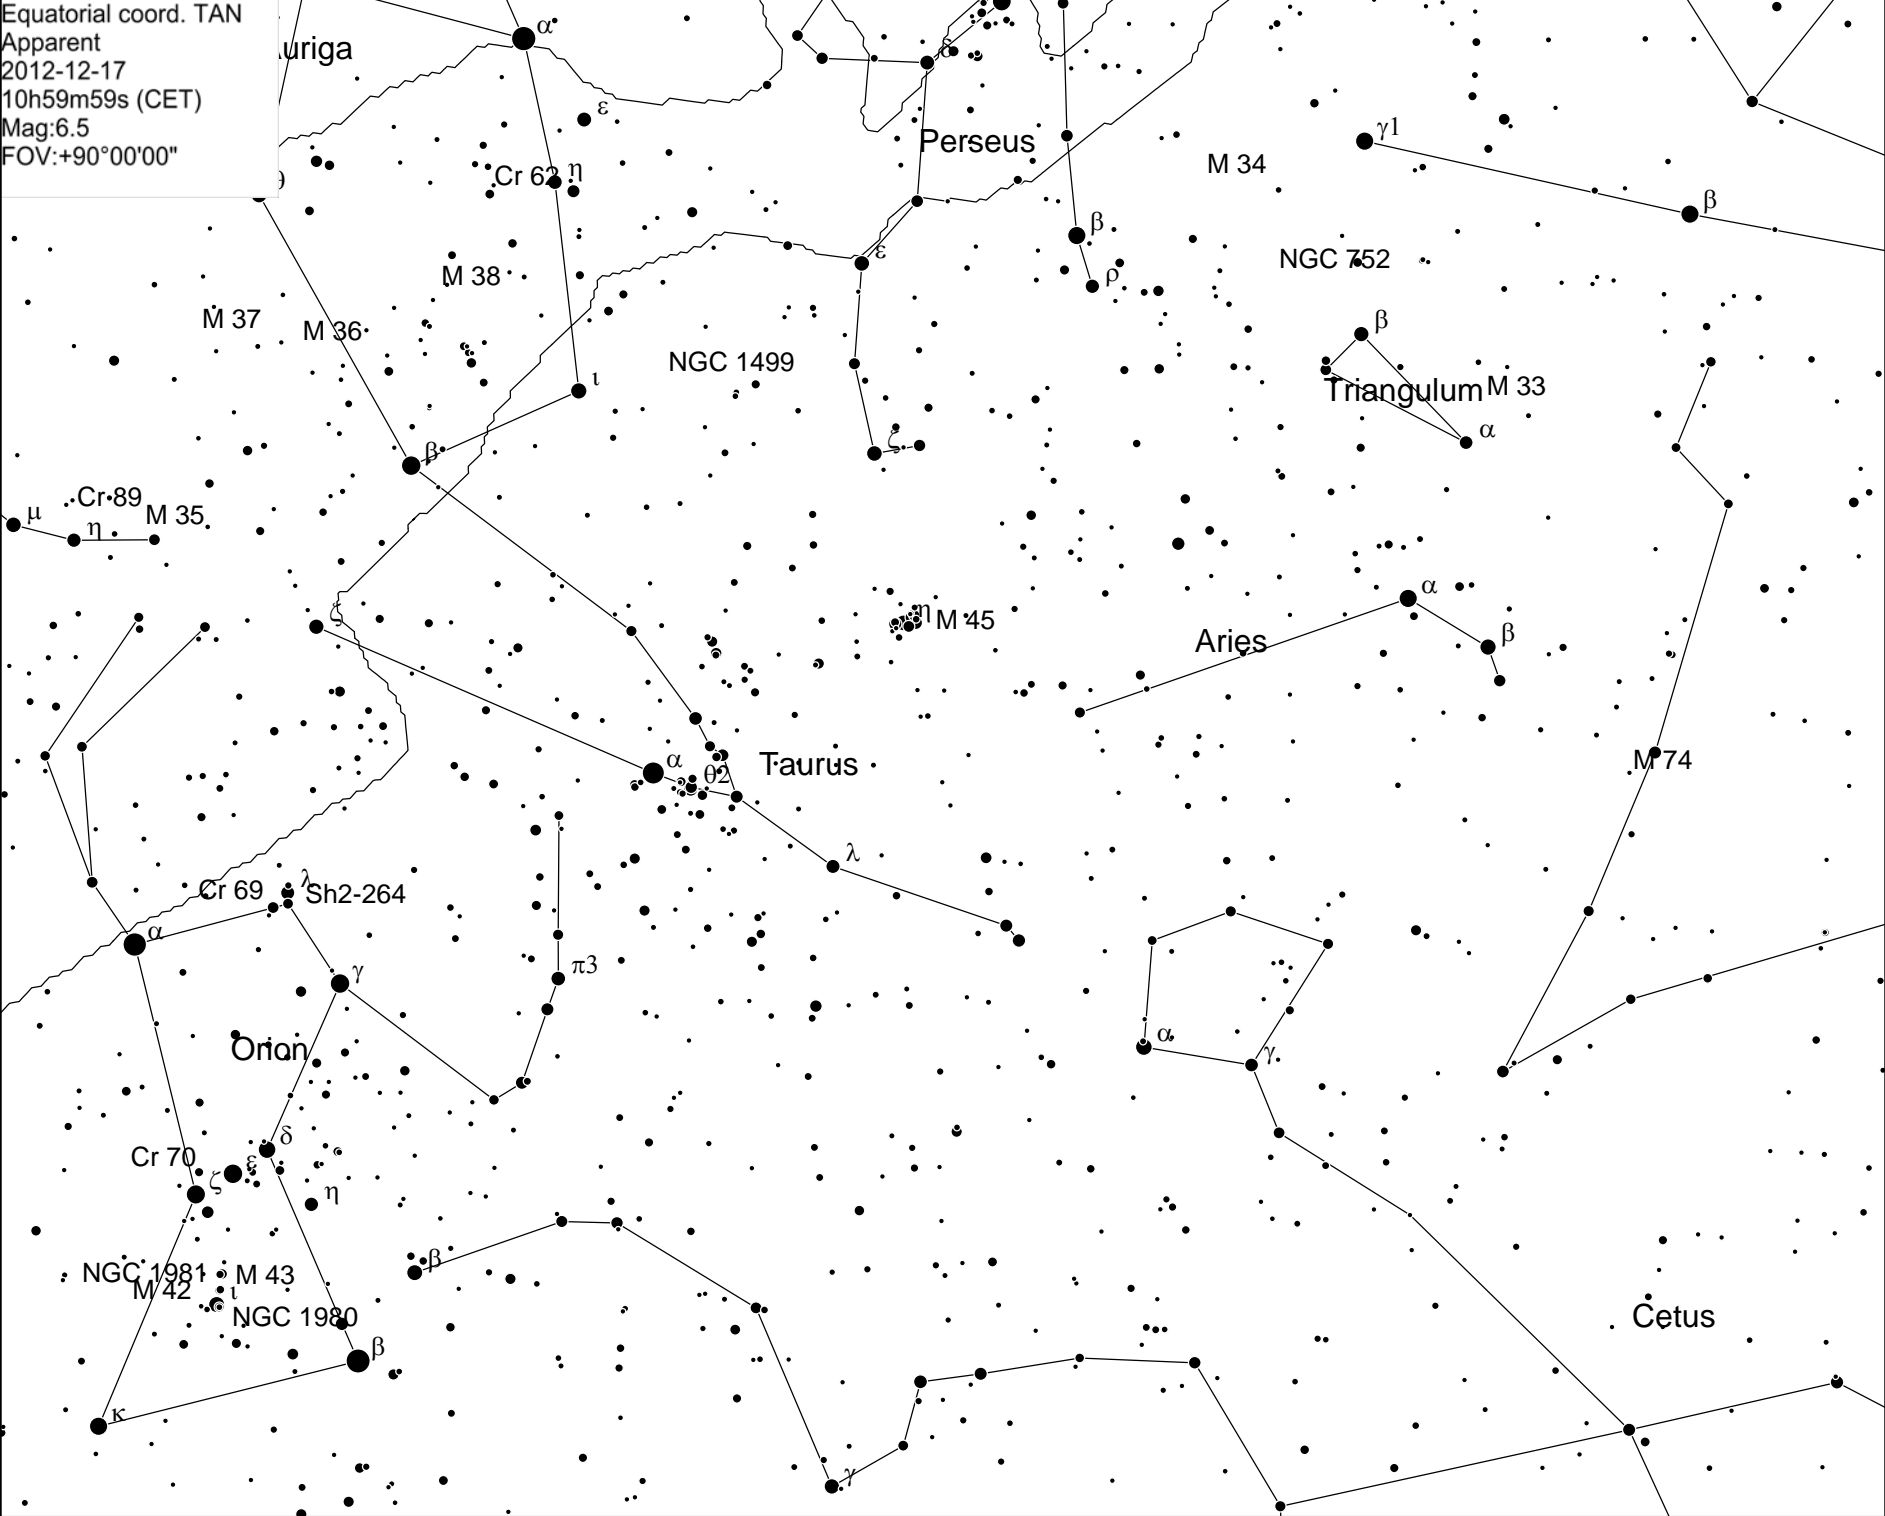 Equatorial coord. TAN
Apparent
2012-12-17
10h59m59s (CET)
Mag:6.5
FOV:+90°00'00"
uriga
α
δ
ε
Perseus
γ1
M 34
Cr 62 η
θ
β
β
ε
NGC 752
M 38
ρ
M 37
M 36
β
NGC 1499
ι
Triangulum M 33
α
ζ
β
Cr 89
μ
η
M 35
α
ζ
η M 45
β
Aries
α
θ2
Taurus
M 74
λ
Cr 69
λ
Sh2-264
α
π3
γ
α
γ
Orion
δ
Cr 70
ε
ζ
η
β
NGC 1981
M 43
M 42
ι
NGC 1980
Cetus
β
κ
γ